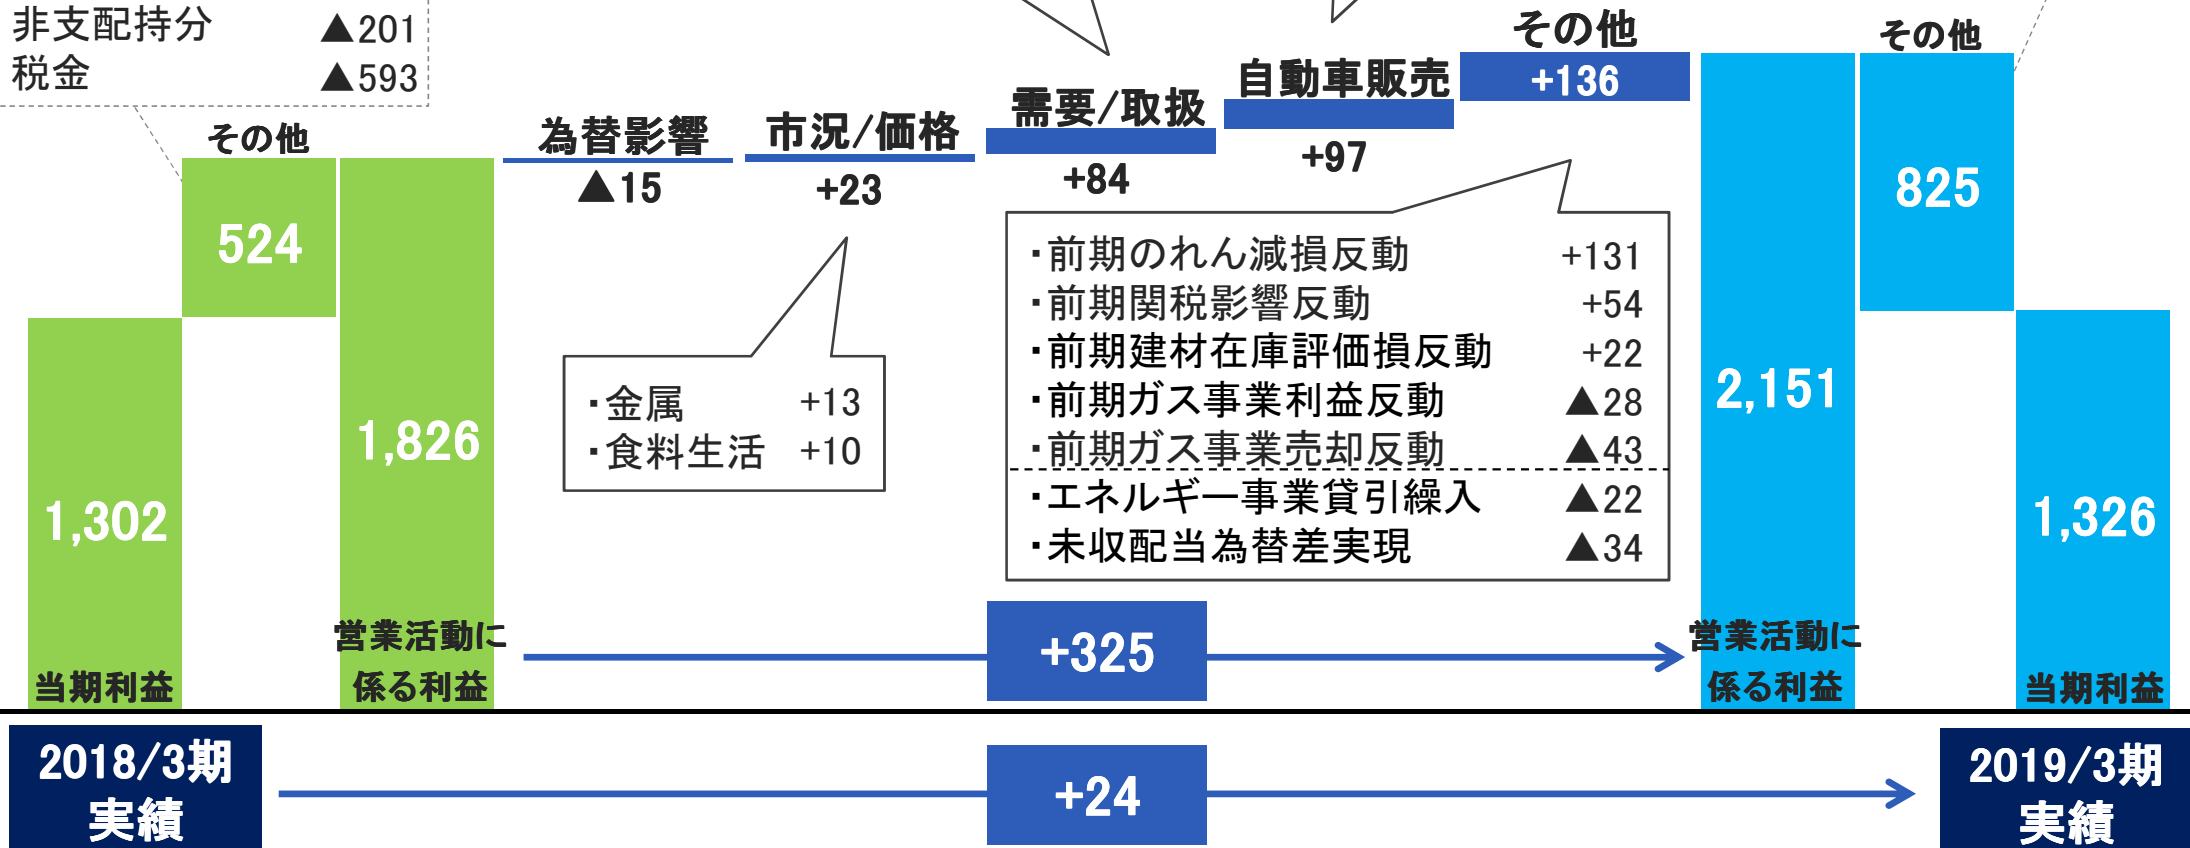 非支配持分 ▲201
税金 ▲593
その他
524
1,302
当期利益
1,826
営業活動に
係る利益
為替影響
▲15
市況/価格
+23
・金属 +13
・食料生活 +10
需要/取扱
+84
自動車販売
+97
その他
+136
・前期のれん減損反動 +131
・前期関税影響反動 +54
・前期建材在庫評価損反動 +22
・前期ガス事業利益反動 ▲28
・前期ガス事業売却反動 ▲43
・エネルギー事業貸引繰入 ▲22
・未収配当為替差実現 ▲34
2,151
営業活動に
係る利益
その他
825
1,326
当期利益
+325
2018/3期
実績
+24
2019/3期
実績